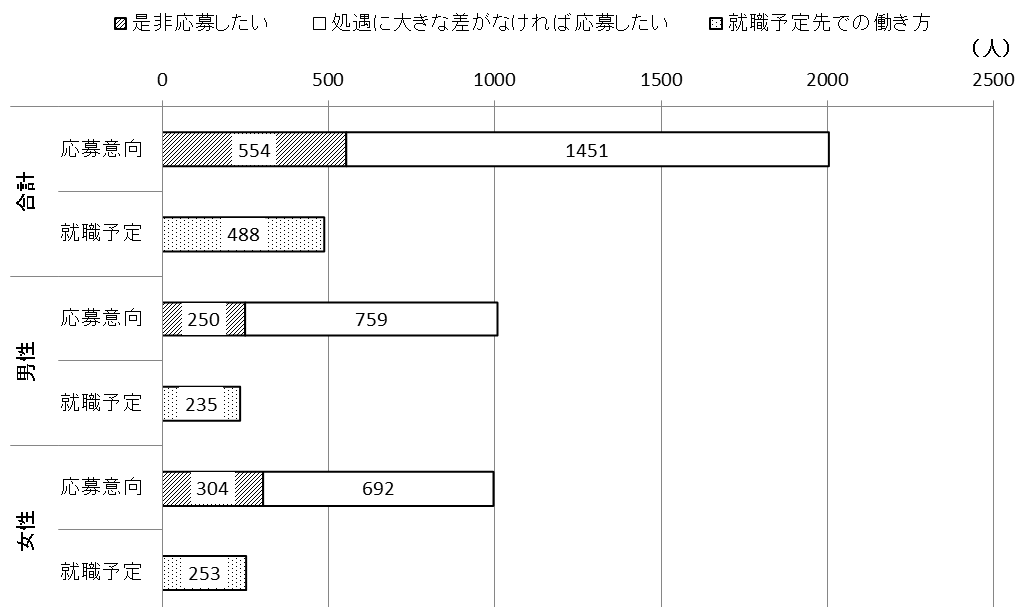 是非応募したい 処遇に大きな差がなければ応募したい 就職予定先での働き方
（人）
0 500 1000 1500 2000 2500
合計
応募意向 554 1451
就職予定 488
男性
応募意向 250 759
就職予定 235
女性
応募意向 304 692
就職予定 253